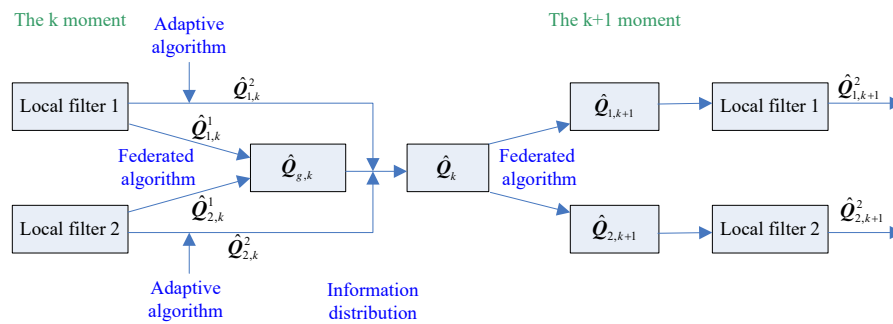 The k moment
Adaptive
algorithm
The k+1 moment
Local filter 1
Q̂²₁,ₖ
Q̂¹₁,ₖ
Federated
algorithm
Q̂g,ₖ
Q̂ₖ
Federated
algorithm
Q̂₁,ₖ₊₁
Local filter 1
Q̂²₁,ₖ₊₁
Local filter 2
Q̂¹₂,ₖ
Q̂²₂,ₖ
Q̂₂,ₖ₊₁
Local filter 2
Q̂²₂,ₖ₊₁
Adaptive
algorithm
Information
distribution